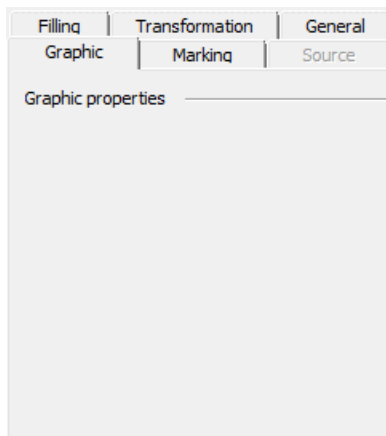 Filling Transformation General
Graphic Marking Source
Graphic properties